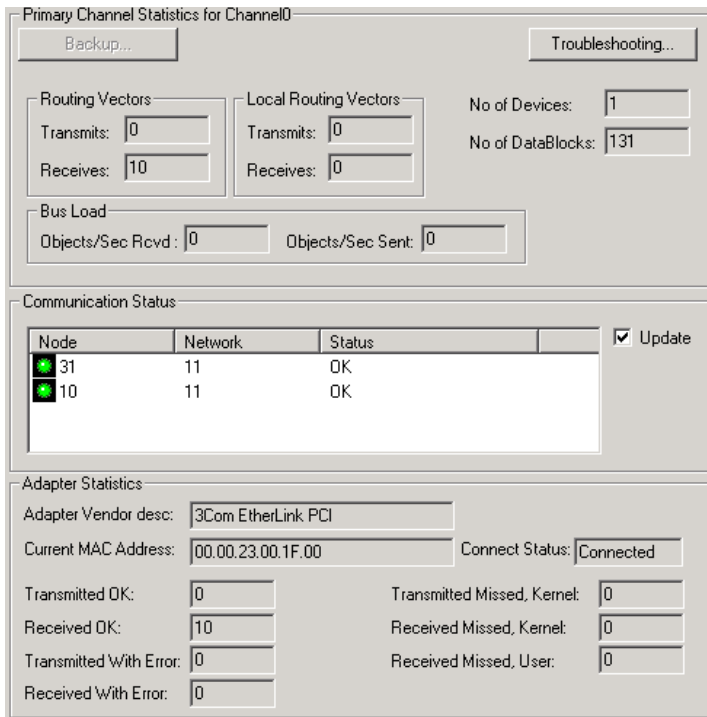 Primary Channel Statistics for Channel0
Backup... Troubleshooting...
Routing Vectors Local Routing Vectors No of Devices: 1
Transmits: 0 Transmits: 0 No of DataBlocks: 131
Receives: 10 Receives: 0
Bus Load
Objects/Sec Rcvd : 0 Objects/Sec Sent: 0
Communication Status
Node Network Status Update
31 11 OK
10 11 OK
Adapter Statistics
Adapter Vendor desc: 3Com EtherLink PCI
Current MAC Address: 00.00.23.00.1F.00 Connect Status: Connected
Transmitted OK: 0 Transmitted Missed, Kernel: 0
Received OK: 10 Received Missed, Kernel: 0
Transmitted With Error: 0 Received Missed, User: 0
Received With Error: 0